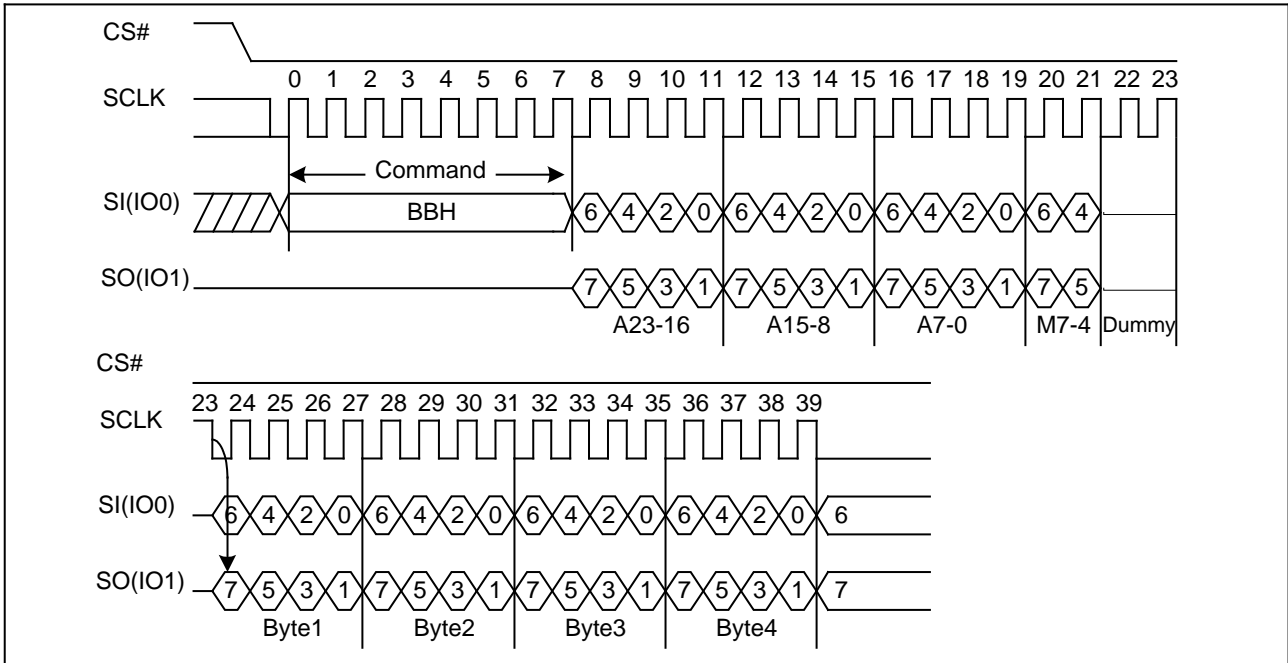 CS#
0 1 2 3 4 5 6 7 8 9 10 11 12 13 14 15 16 17 18 19 20 21 22 23
SCLK
Command
SI(IO0) BBH 6 4 2 0 6 4 2 0 6 4 2 0 6 4
SO(IO1) 7 5 3 1 7 5 3 1 7 5 3 1 7 5
A23-16 A15-8 A7-0 M7-4 Dummy
CS#
23 24 25 26 27 28 29 30 31 32 33 34 35 36 37 38 39
SCLK
SI(IO0) 6 4 2 0 6 4 2 0 6 4 2 0 6 4 2 0 6
SO(IO1) 7 5 3 1 7 5 3 1 7 5 3 1 7 5 3 1 7
Byte1 Byte2 Byte3 Byte4